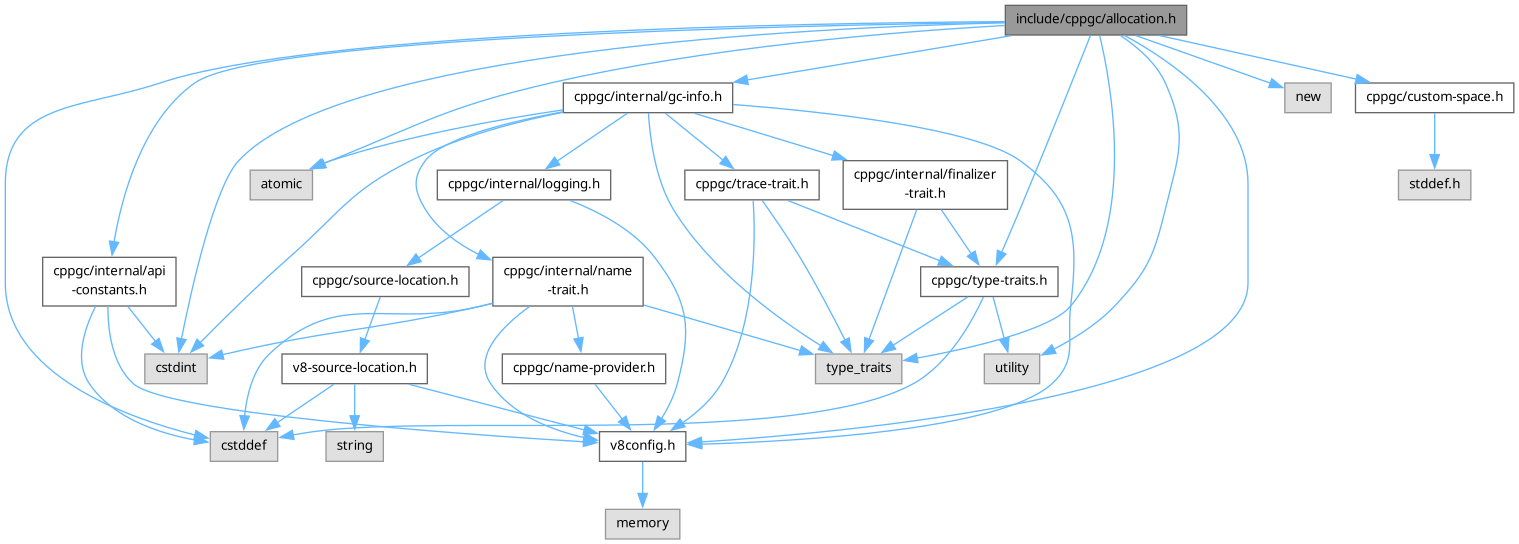 include/cppgc/allocation.h
cppgc/internal/gc-info.h
new
cppgc/custom-space.h
atomic
cppgc/internal/logging.h
cppgc/trace-trait.h
cppgc/internal/finalizer
-trait.h
stddef.h
cppgc/internal/api
-constants.h
cppgc/source-location.h
cppgc/internal/name
-trait.h
cppgc/type-traits.h
cstdint
v8-source-location.h
cppgc/name-provider.h
type_traits
utility
cstddef
string
v8config.h
memory